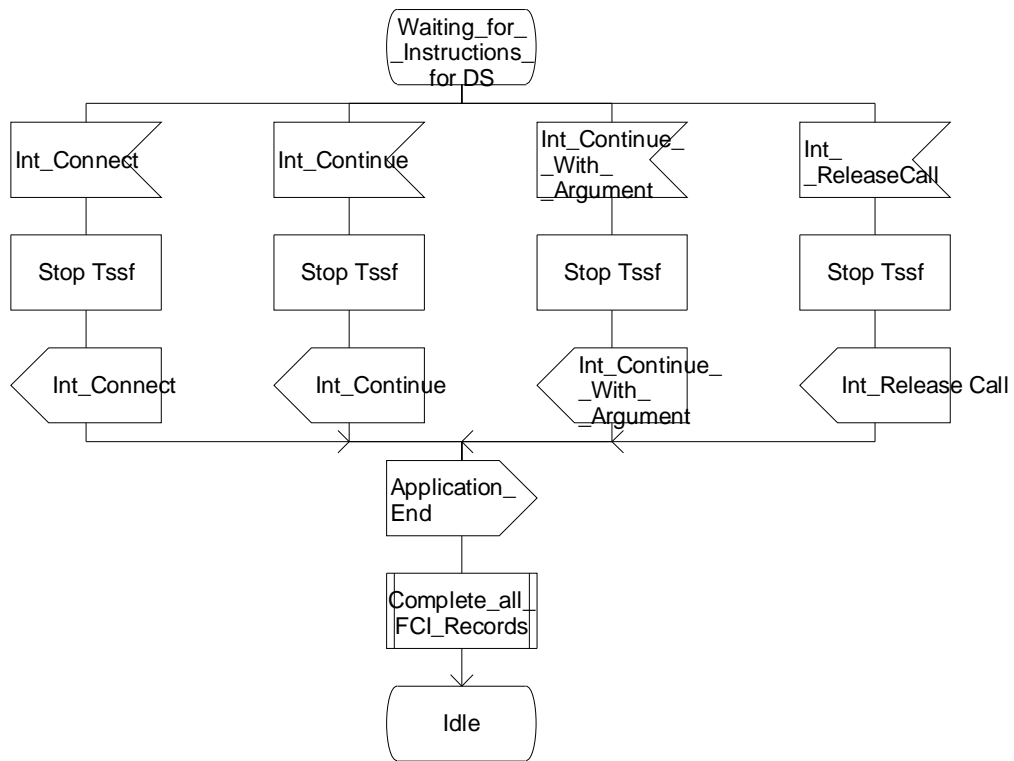 Waiting_for_
_Instructions_
for DS
Int_Connect
Int_Continue
Int_Continue_
_With_
_Argument
Int_
_ReleaseCall
Stop Tssf
Stop Tssf
Stop Tssf
Stop Tssf
Int_Connect
Int_Continue
Int_Continue_
_With_
_Argument
Int_Release Call
Application_
End
Complete_all_
FCI_Records
Idle